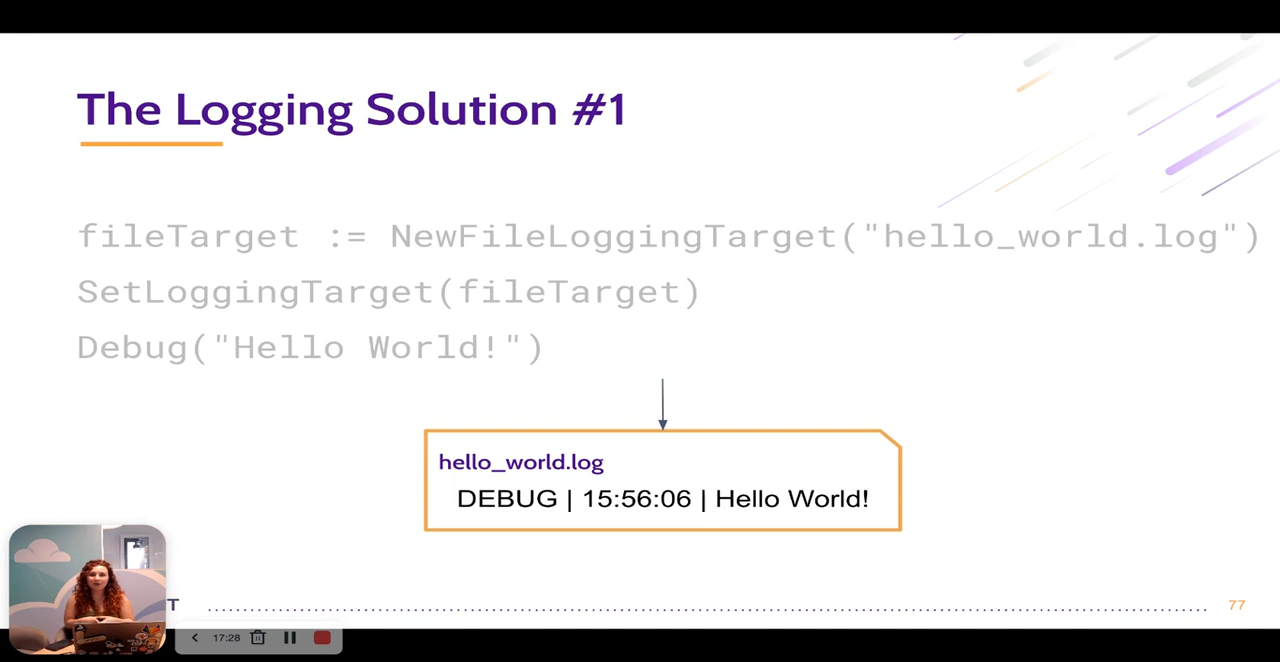 The Logging Solution #1
fileTarget := NewFileLoggingTarget("hello_world.log")
SetLoggingTarget(fileTarget)
Debug("Hello World!")
hello_world.log
DEBUG | 15:56:06 | Hello World!
T
77
17:28